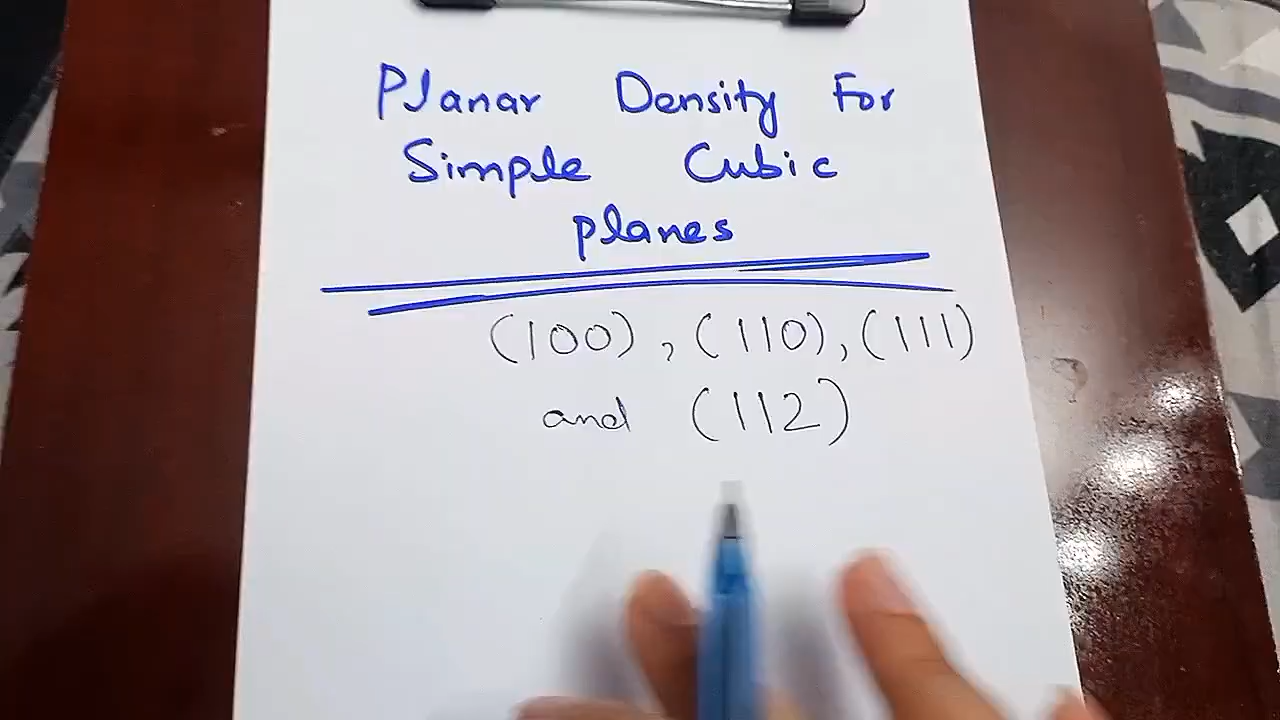 Planar Density For
Simple Cubic
planes
(100), (110), (111)
and (112)